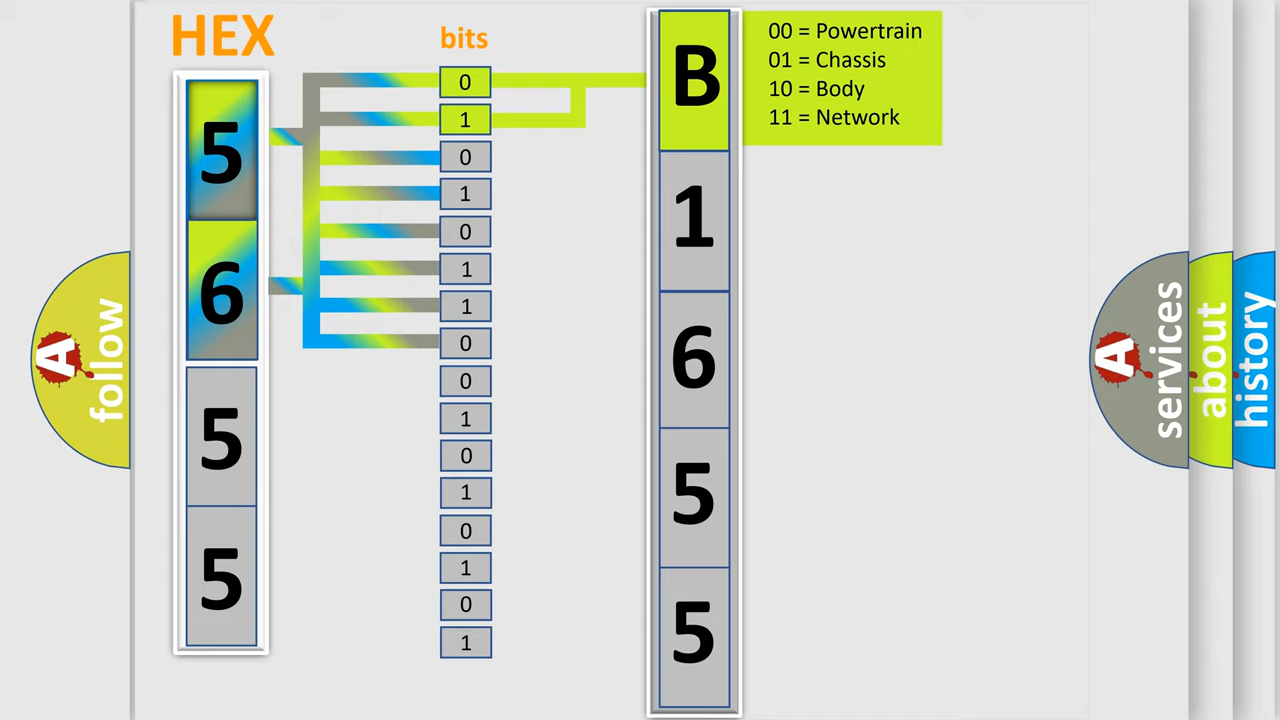 HEX
bits
5
6
5
5
0
1
0
1
0
1
1
0
0
1
0
1
0
1
0
1
B
1
6
5
5
00 = Powertrain
01 = Chassis
10 = Body
11 = Network
A
follow
A
services
about
history